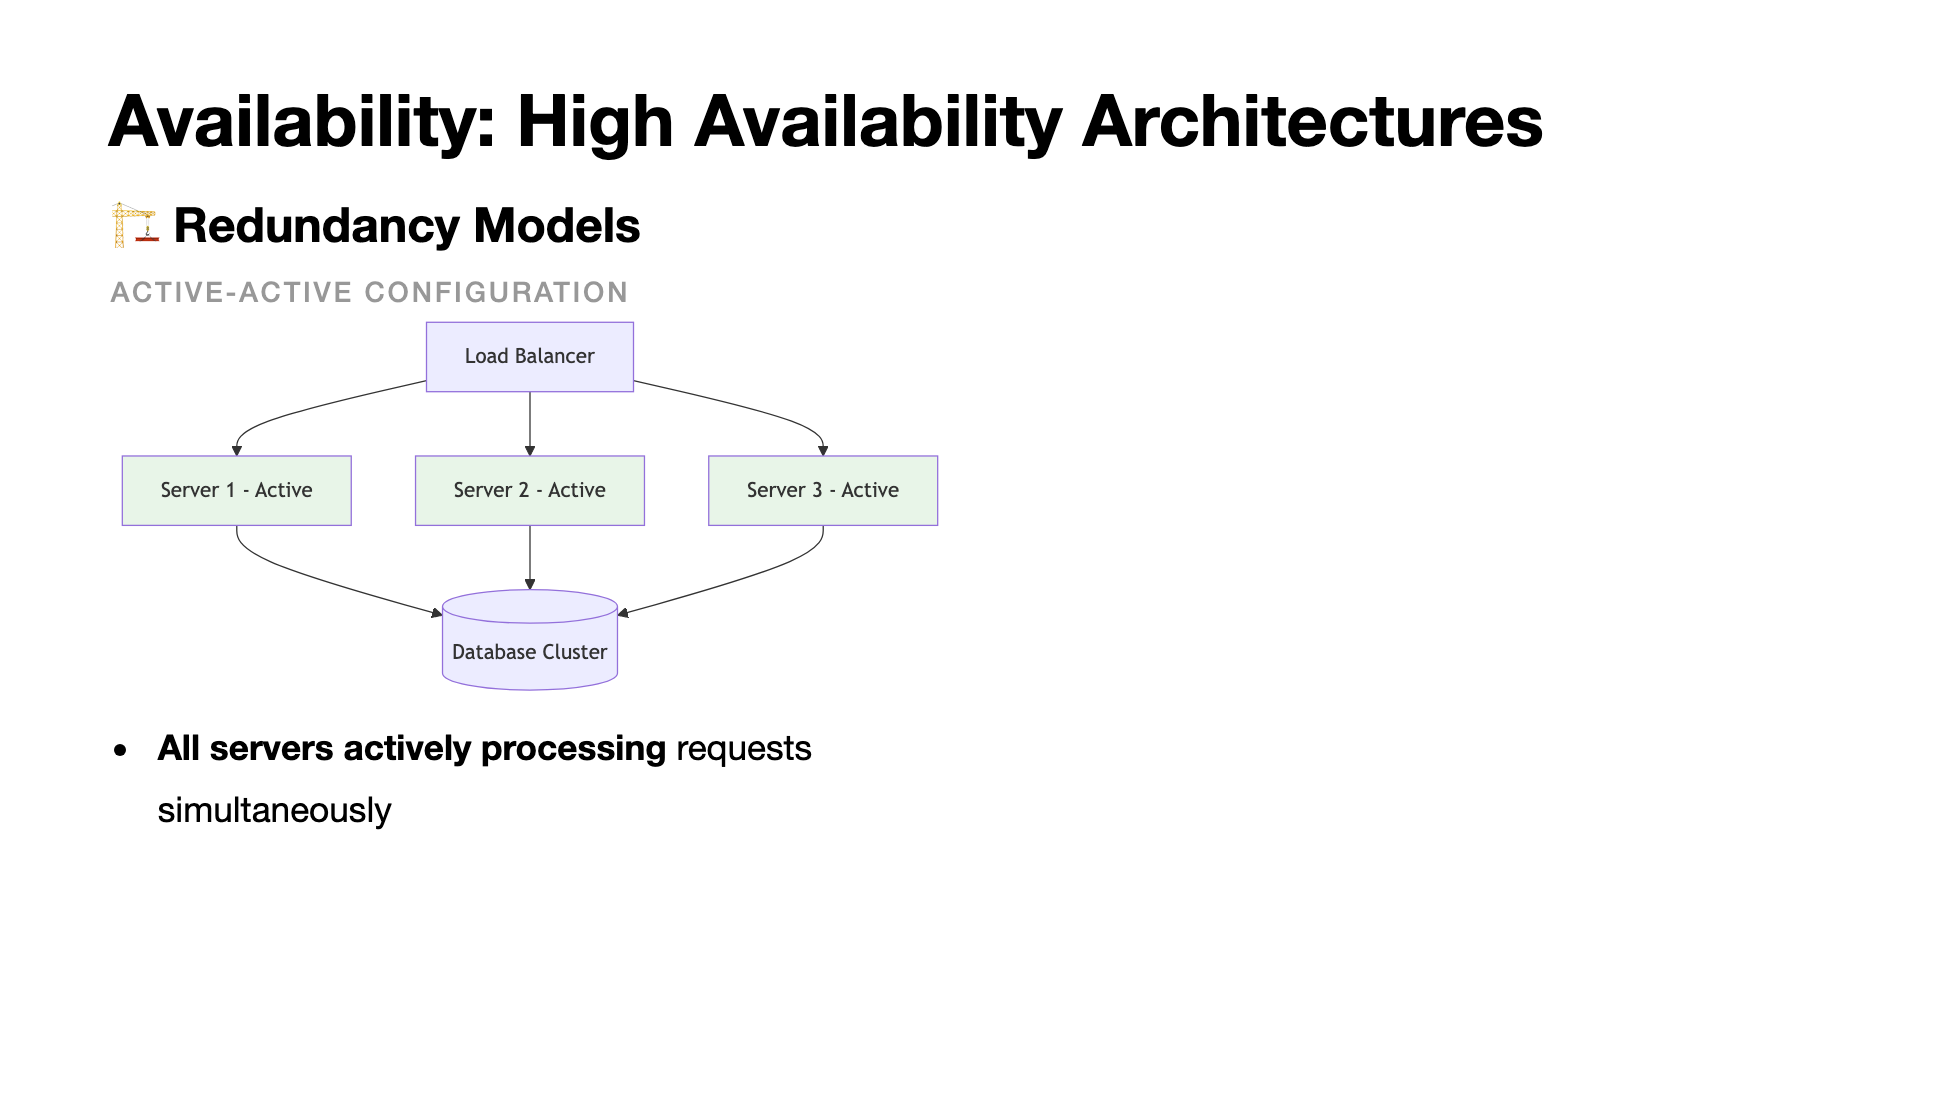 Availability: High Availability Architectures
🏗️ Redundancy Models
ACTIVE-ACTIVE CONFIGURATION
Load Balancer
Server 1 - Active
Server 2 - Active
Server 3 - Active
Database Cluster
• All servers actively processing requests
simultaneously